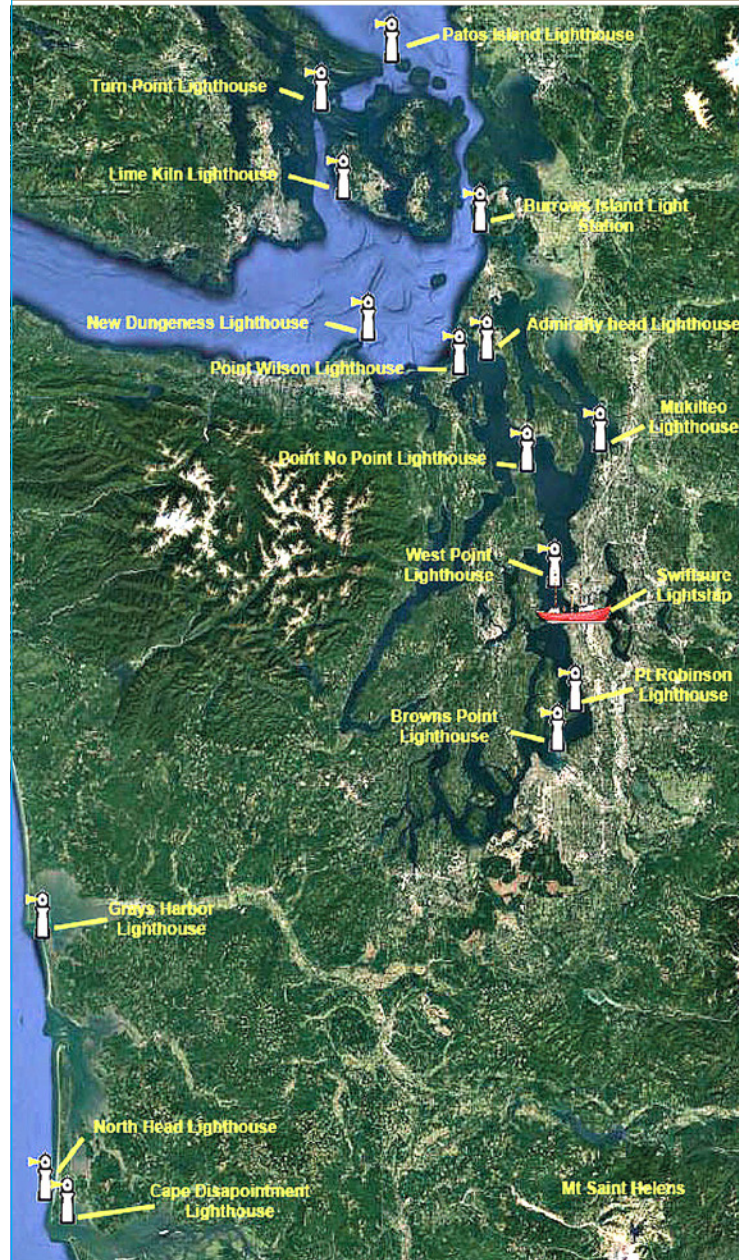 Patos Island Lighthouse
Turn Point Lighthouse
Lime Kiln Lighthouse
Burrows Island Light
Station
New Dungeness Lighthouse
Admiralty head Lighthouse
Point Wilson Lighthouse
Mukilteo
Lighthouse
Point No Point Lighthouse
West Point
Lighthouse
Swiftsure
Lightship
Pt Robinson
Lighthouse
Browns Point
Lighthouse
Grays Harbor
Lighthouse
North Head Lighthouse
Cape Disapointment
Lighthouse
Mt Saint Helens